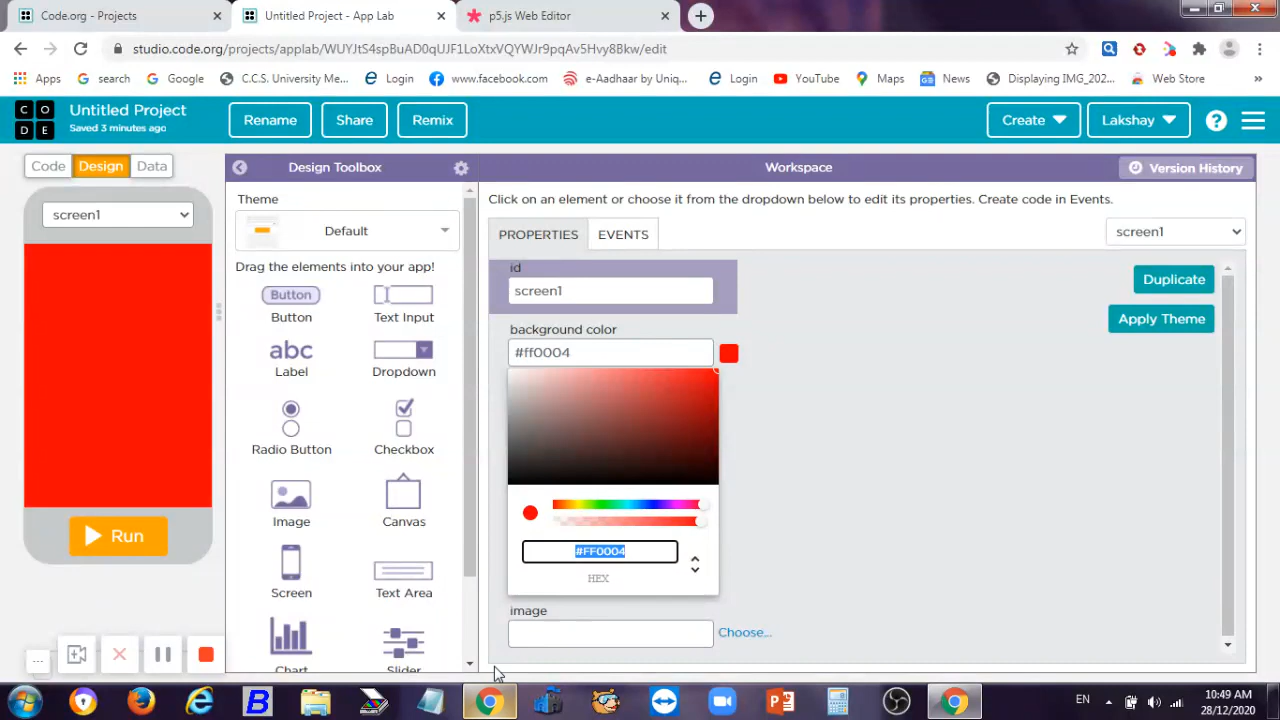 Code.org - Projects
Untitled Project - App Lab
p5.js Web Editor
studio.code.org/projects/applab/WUYJtS4spBuAD0qUJF1LoXtxVQYWJr9pqAv5Hvy8Bkw/edit
Apps search Google C.C.S. University Me... Login www.facebook.com e-Aadhaar by Uniq... Login YouTube Maps News Displaying IMG_202... Web Store »
CODE
Untitled Project
Saved 3 minutes ago
Rename Share Remix Create Lakshay ?
Code Design Data
Design Toolbox
Workspace
Version History
screen1
Run
Theme
Default
Drag the elements into your app!
Button
Button Text Input
abc
Label Dropdown
Radio Button Checkbox
Image Canvas
Screen Text Area
Chart Slider
Click on an element or choose it from the dropdown below to edit its properties. Create code in Events.
PROPERTIES EVENTS
screen1
id
screen1
Duplicate
Apply Theme
background color
#ff0004
#FF0004
HEX
image
Choose...
...
B
EN
10:49 AM
28/12/2020